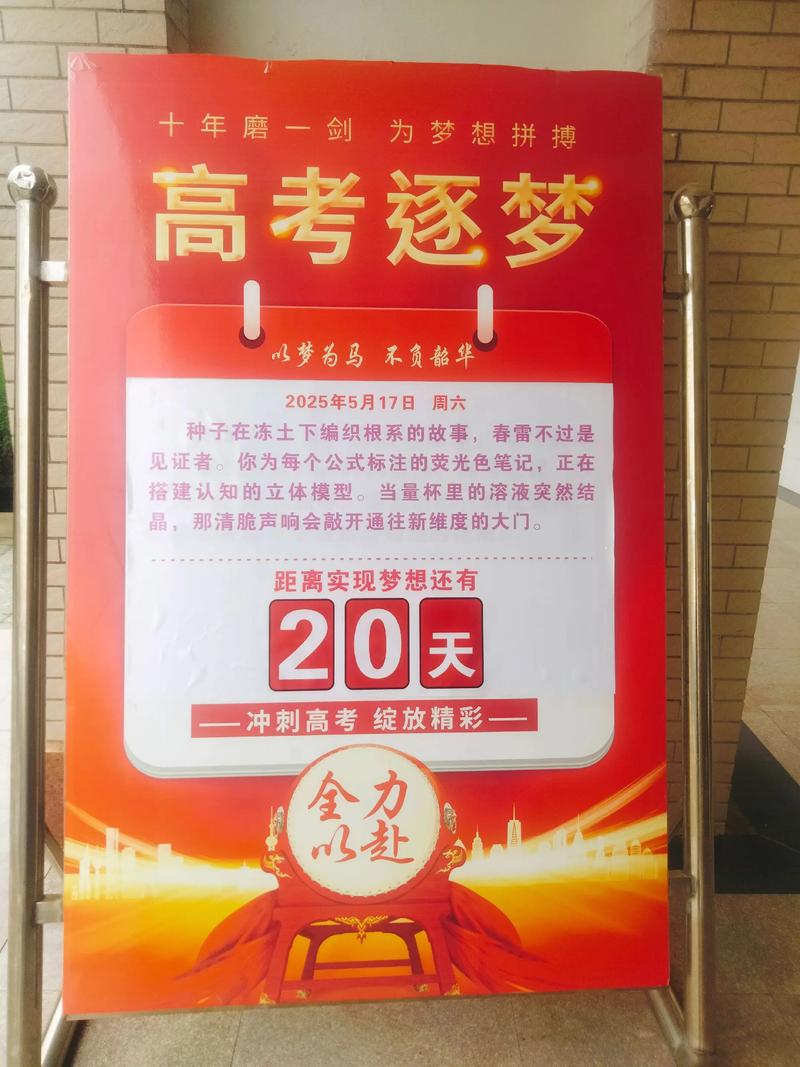 十年磨一剑 为梦想拼搏
高考逐梦
以梦为马 不负韶华
2025年5月17日 周六
种子在冻土下编织根系的故事，春雷不过是
见证者。你为每个公式标注的荧光色笔记，正在
搭建认知的立体模型。当量杯里的溶液突然结
晶，那清脆声响会敲开通往新维度的大门。
距离实现梦想还有
20天
——冲刺高考 绽放精彩——
全力
以赴